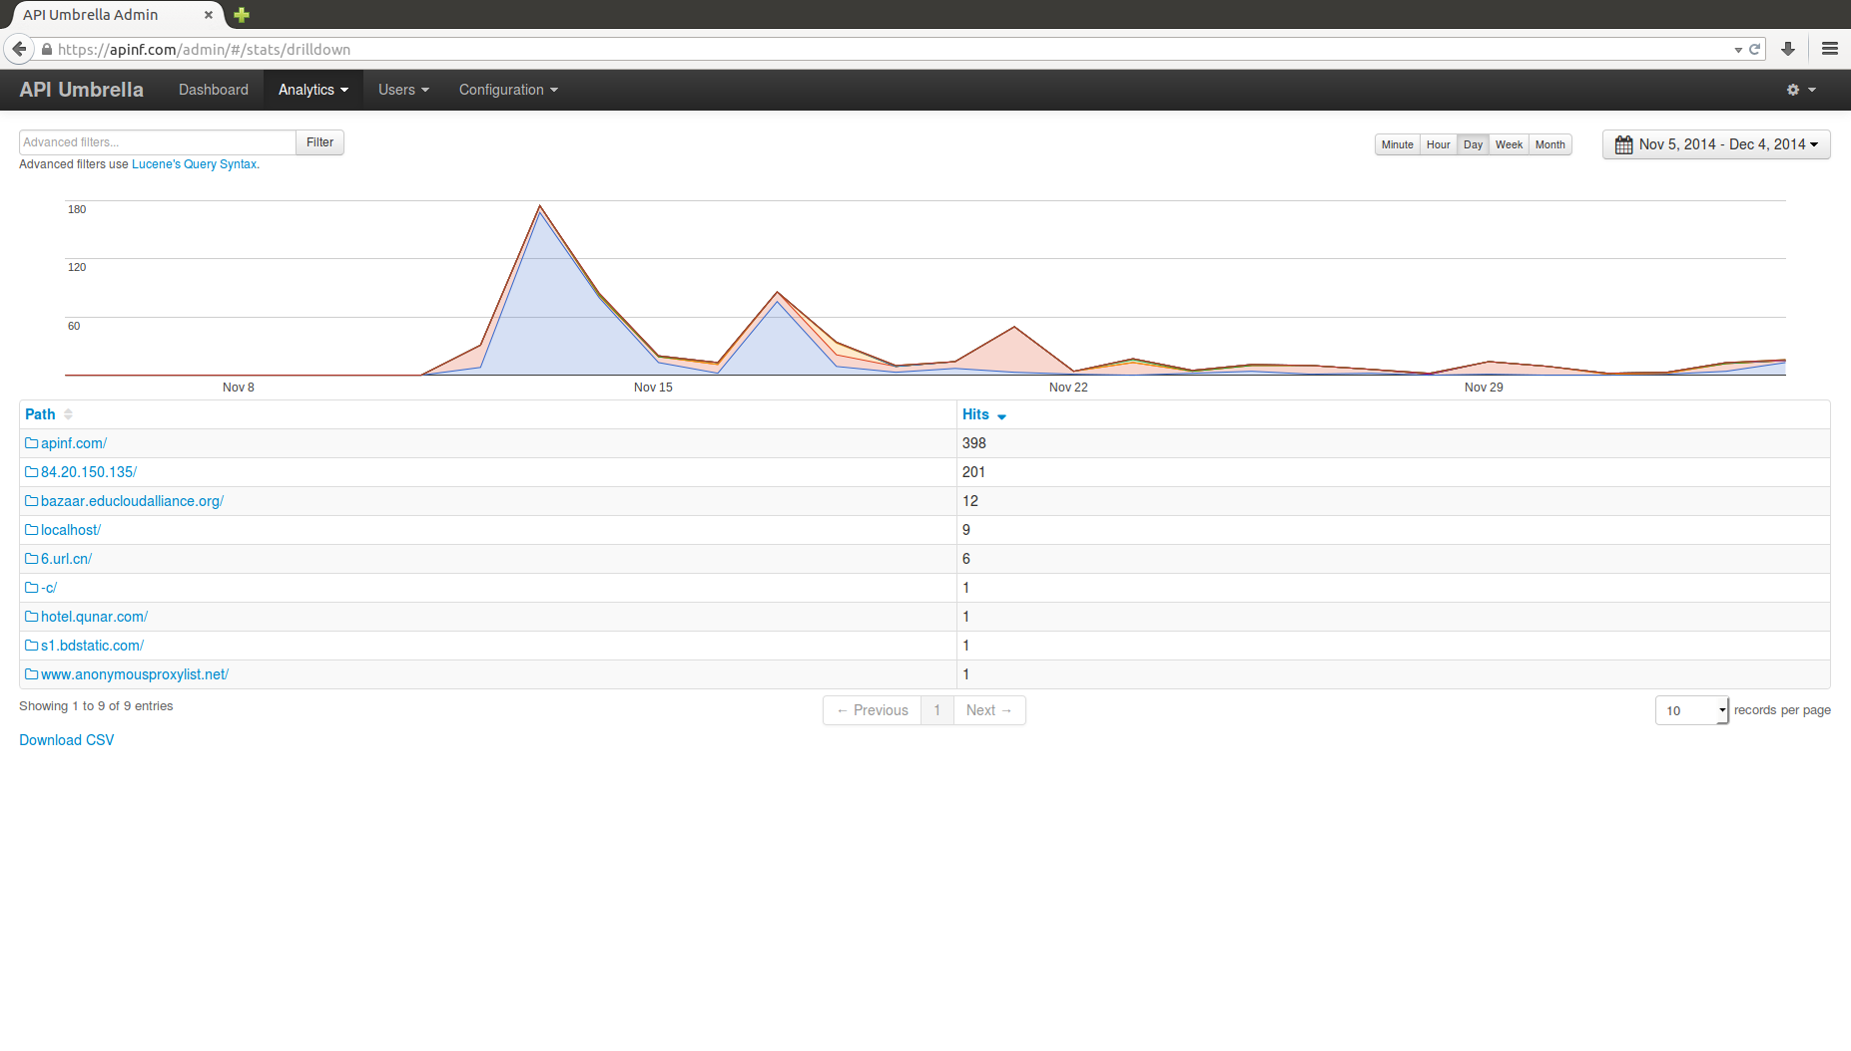 API Umbrella Admin
https://apinf.com/admin/#/stats/drilldown
API Umbrella Dashboard Analytics Users Configuration
Advanced filters... Filter Minute Hour Day Week Month Nov 5, 2014 - Dec 4, 2014
Advanced filters use Lucene's Query Syntax.
180
120
60
Nov 8 Nov 15 Nov 22 Nov 29
Path Hits
apinf.com/ 398
84.20.150.135/ 201
bazaar.educloudalliance.org/ 12
localhost/ 9
6.url.cn/ 6
-c/ 1
hotel.qunar.com/ 1
s1.bdstatic.com/ 1
www.anonymousproxylist.net/ 1
Showing 1 to 9 of 9 entries ← Previous 1 Next → 10 records per page
Download CSV